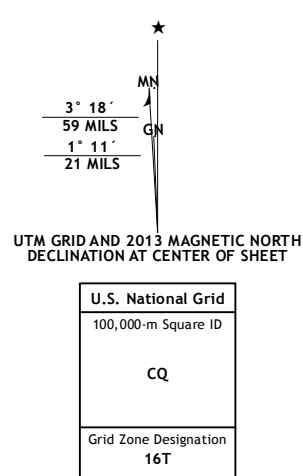 ★
MN
3° 18´
59 MILS
GN
1° 11´
21 MILS
UTM GRID AND 2013 MAGNETIC NORTH
DECLINATION AT CENTER OF SHEET
U.S. National Grid
100,000-m Square ID
CQ
Grid Zone Designation
16T